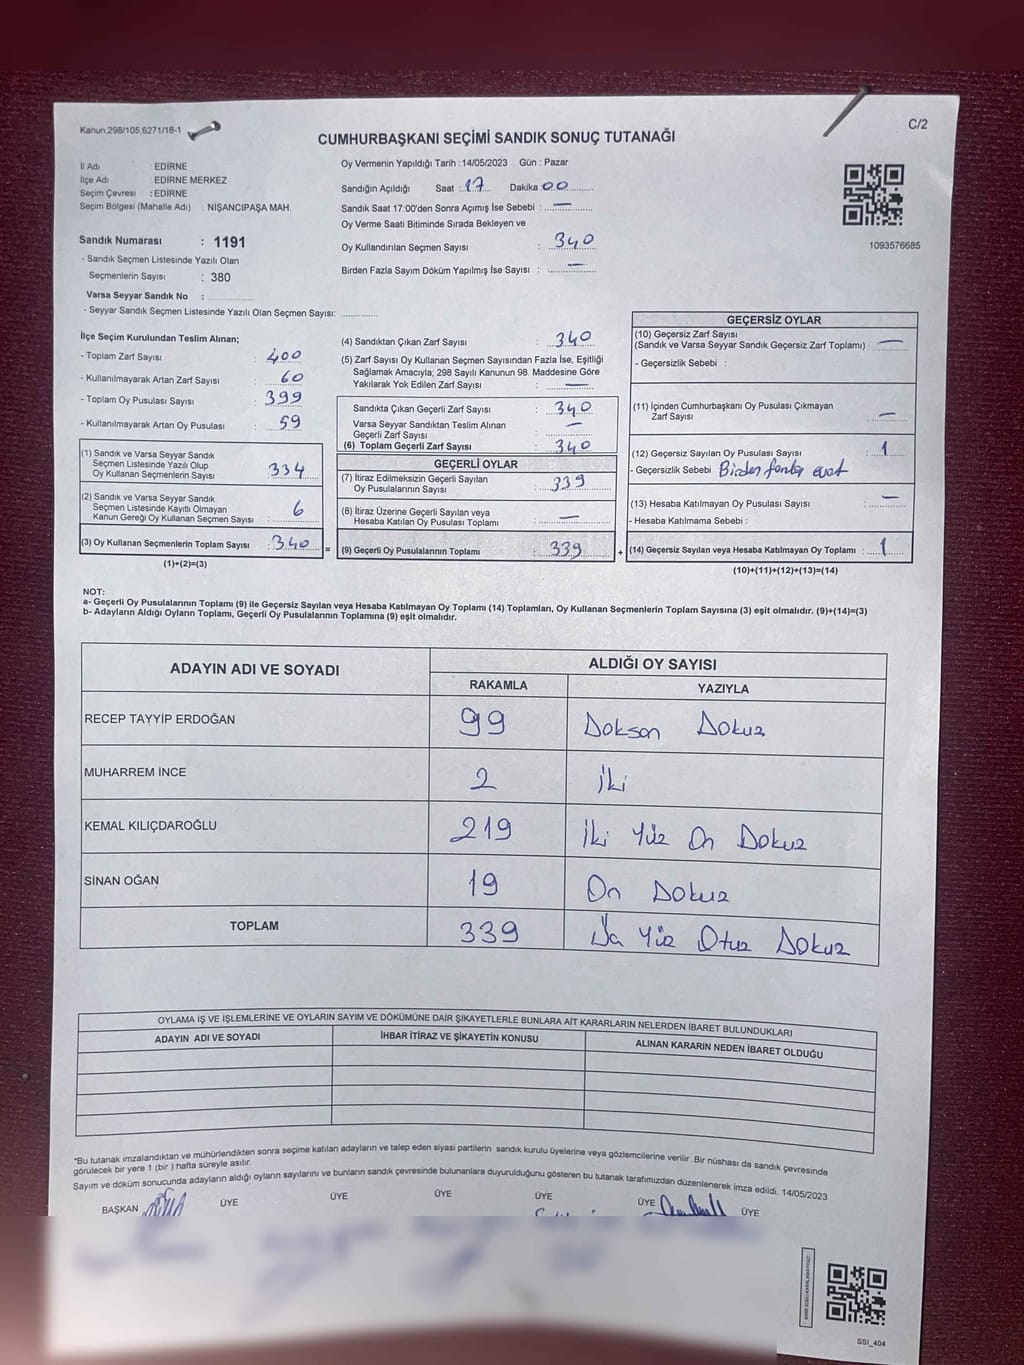 Kanun.298/105,6271/18-1
C/2
CUMHURBAŞKANI SEÇİMİ SANDIK SONUÇ TUTANAĞI
İl Adı EDİRNE
İlçe Adı EDİRNE MERKEZ
Seçim Çevresi : EDİRNE
Seçim Bölgesi (Mahalle Adı) : NİŞANCIPAŞA MAH.
Sandık Numarası : 1191
- Sandık Seçmen Listesinde Yazılı Olan
Seçmenlerin Sayısı : 380
Varsa Seyyar Sandık No :
- Seyyar Sandık Seçmen Listesinde Yazılı Olan Seçmen Sayısı:
Oy Vermenin Yapıldığı Tarih : 14/05/2023 Gün : Pazar
Sandığın Açıldığı Saat : 17 Dakika 00
Sandık Saat 17:00'den Sonra Açımış İse Sebebi : —
Oy Verme Saati Bitiminde Sırada Bekleyen ve
Oy Kullandırılan Seçmen Sayısı : 340
Birden Fazla Sayım Döküm Yapılmış İse Sayısı : —
1093576685
İlçe Seçim Kurulundan Teslim Alınan;
- Toplam Zarf Sayısı : 400
- Kullanılmayarak Artan Zarf Sayısı : 60
- Toplam Oy Pusulası Sayısı : 399
- Kullanılmayarak Artan Oy Pusulası : 59
(1) Sandık ve Varsa Seyyar Sandık
Seçmen Listesinde Yazılı Olup
Oy Kullanan Seçmenlerin Sayısı : 334
(2) Sandık ve Varsa Seyyar Sandık
Seçmen Listesinde Kayıtlı Olmayan
Kanun Gereği Oy Kullanan Seçmen Sayısı : 6
(3) Oy Kullanan Seçmenlerin Toplam Sayısı : 340
(1)+(2)=(3)
(4) Sandıktan Çıkan Zarf Sayısı : 340
(5) Zarf Sayısı Oy Kullanan Seçmen Sayısından Fazla İse, Eşitliği
Sağlamak Amacıyla; 298 Sayılı Kanunun 98. Maddesine Göre
Yakılarak Yok Edilen Zarf Sayısı : —
Sandıkta Çıkan Geçerli Zarf Sayısı : 340
Varsa Seyyar Sandıktan Teslim Alınan
Geçerli Zarf Sayısı : —
(6) Toplam Geçerli Zarf Sayısı : 340
GEÇERLİ OYLAR
(7) İtiraz Edilmeksizin Geçerli Sayılan
Oy Pusulalarının Sayısı : 339
(8) İtiraz Üzerine Geçerli Sayılan veya
Hesaba Katılan Oy Pusulası Toplamı : —
= (9) Geçerli Oy Pusulalarının Toplamı : 339 +
GEÇERSİZ OYLAR
(10) Geçersiz Zarf Sayısı
(Sandık ve Varsa Seyyar Sandık Geçersiz Zarf Toplamı) : —
- Geçersizlik Sebebi :
(11) İçinden Cumhurbaşkanı Oy Pusulası Çıkmayan
Zarf Sayısı : —
(12) Geçersiz Sayılan Oy Pusulası Sayısı : 1
- Geçersizlik Sebebi Birden fazla evet
(13) Hesaba Katılmayan Oy Pusulası Sayısı : —
- Hesaba Katılmama Sebebi :
(14) Geçersiz Sayılan veya Hesaba Katılmayan Oy Toplamı : 1
(10)+(11)+(12)+(13)=(14)
NOT:
a- Geçerli Oy Pusulalarının Toplamı (9) ile Geçersiz Sayılan veya Hesaba Katılmayan Oy Toplamı (14) Toplamları, Oy Kullanan Seçmenlerin Toplam Sayısına (3) eşit olmalıdır. (9)+(14)=(3)
b- Adayların Aldığı Oyların Toplamı, Geçerli Oy Pusulalarının Toplamına (9) eşit olmalıdır.
ADAYIN ADI VE SOYADI ALDIĞI OY SAYISI
RAKAMLA YAZIYLA
RECEP TAYYİP ERDOĞAN 99 Dokson Dokuz
MUHARREM İNCE 2 İki
KEMAL KILIÇDAROĞLU 219 İki Yüz On Dokuz
SİNAN OĞAN 19 On Dokuz
TOPLAM 339 Yüz Otuz Dokuz
OYLAMA İŞ VE İŞLEMLERİNE VE OYLARIN SAYIM VE DÖKÜMÜNE DAİR ŞİKAYETLERLE BUNLARA AİT KARARLARIN NELERDEN İBARET BULUNDUKLARI
ADAYIN ADI VE SOYADI İHBAR İTİRAZ VE ŞİKAYETİN KONUSU ALINAN KARARIN NEDEN İBARET OLDUĞU
*Bu tutanak imzalandıktan ve mühürlendikten sonra seçime katılan adayların ve talep eden siyasi partilerin sandık kurulu üyelerine veya gözlemcilerine verilir. Bir nüshası da sandık çevresinde
görülecek bir yere 1 (bir ) hafta süreyle asılır.
Sayım ve döküm sonucunda adayların aldığı oyların sayılarını ve bunların sandık çevresinde bulunanlara duyurulduğunu gösteren bu tutanak tarafımızdan düzenlenerek imza edildi. 14/05/2023
BAŞKAN ÜYE ÜYE ÜYE ÜYE ÜYE ÜYE
SSI_404